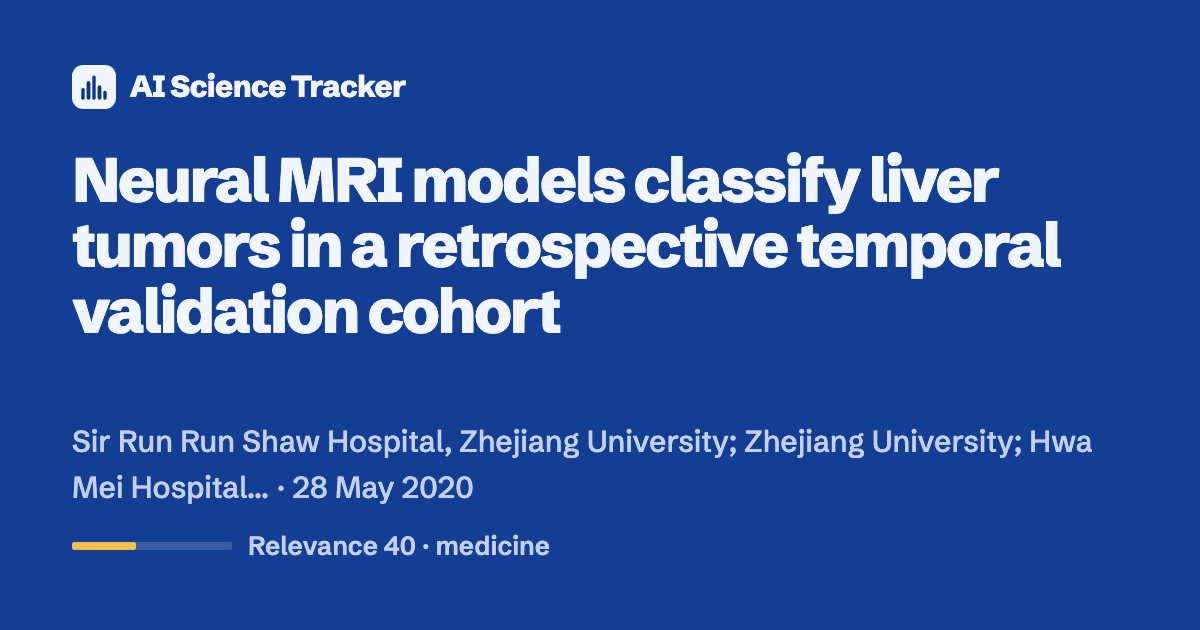 AI Science Tracker
Neural MRI models classify liver
tumors in a retrospective temporal
validation cohort
Sir Run Run Shaw Hospital, Zhejiang University; Zhejiang University; Hwa
Mei Hospital... · 28 May 2020
Relevance 40 · medicine